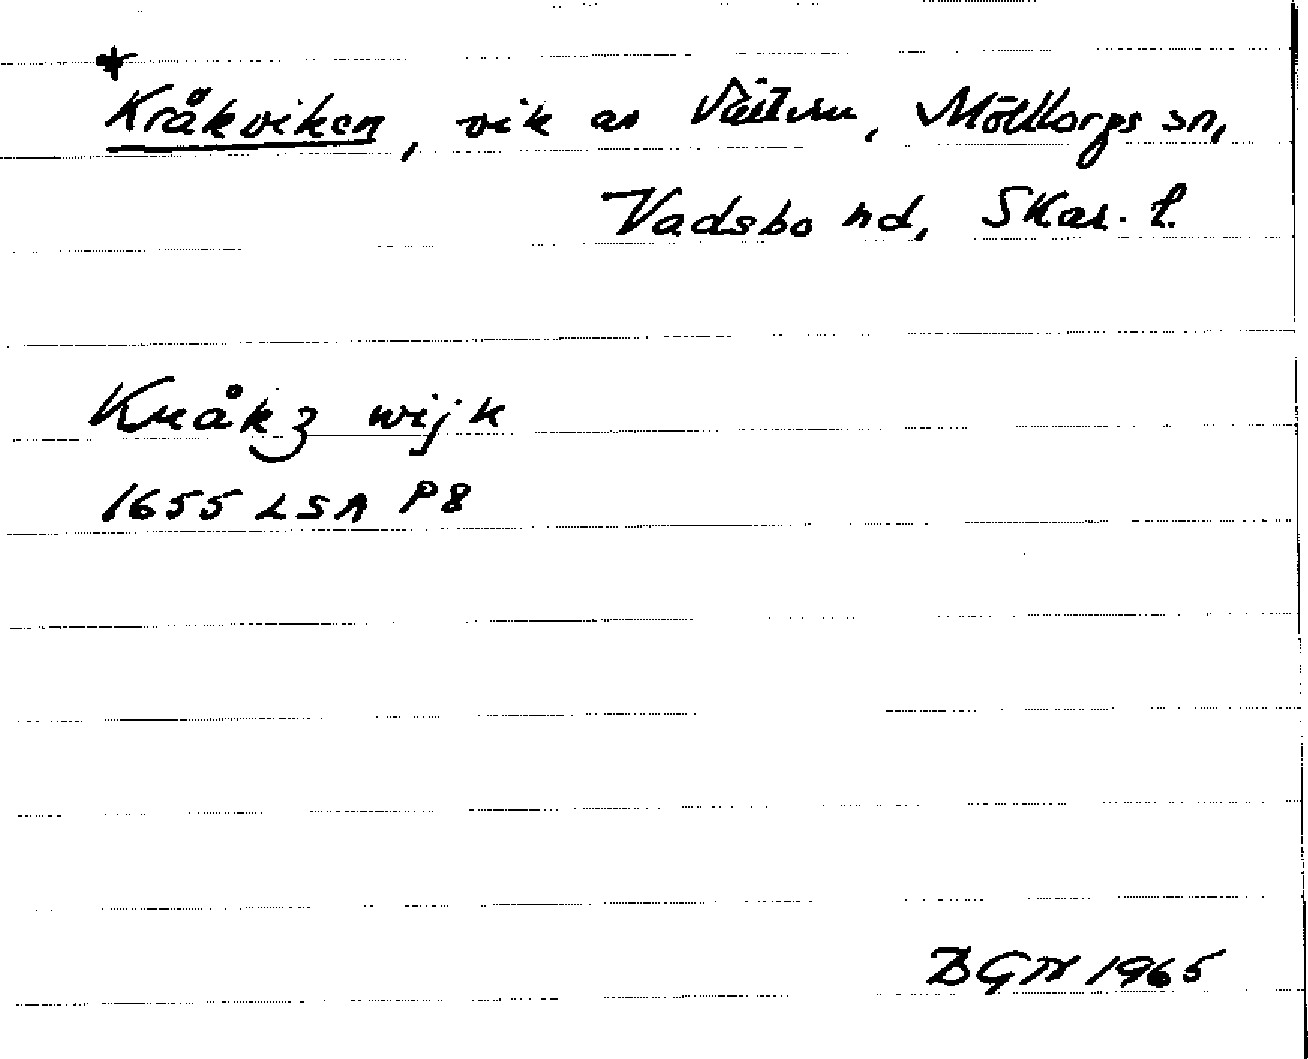 *
Kråkviken, vik av Vättern, Mölltorps sn,
Vadsbo hd, Skar. l.
Kråkz wijk
1655 LSA P8
BGN 1965